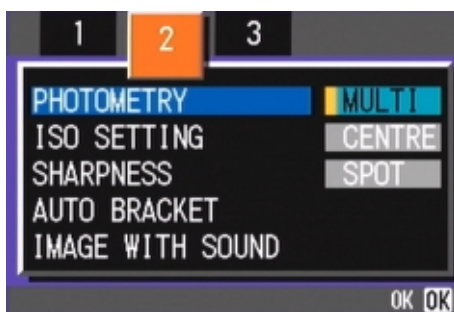 1 2 3
PHOTOMETRY MULTI
ISO SETTING CENTRE
SHARPNESS SPOT
AUTO BRACKET
IMAGE WITH SOUND
OK OK